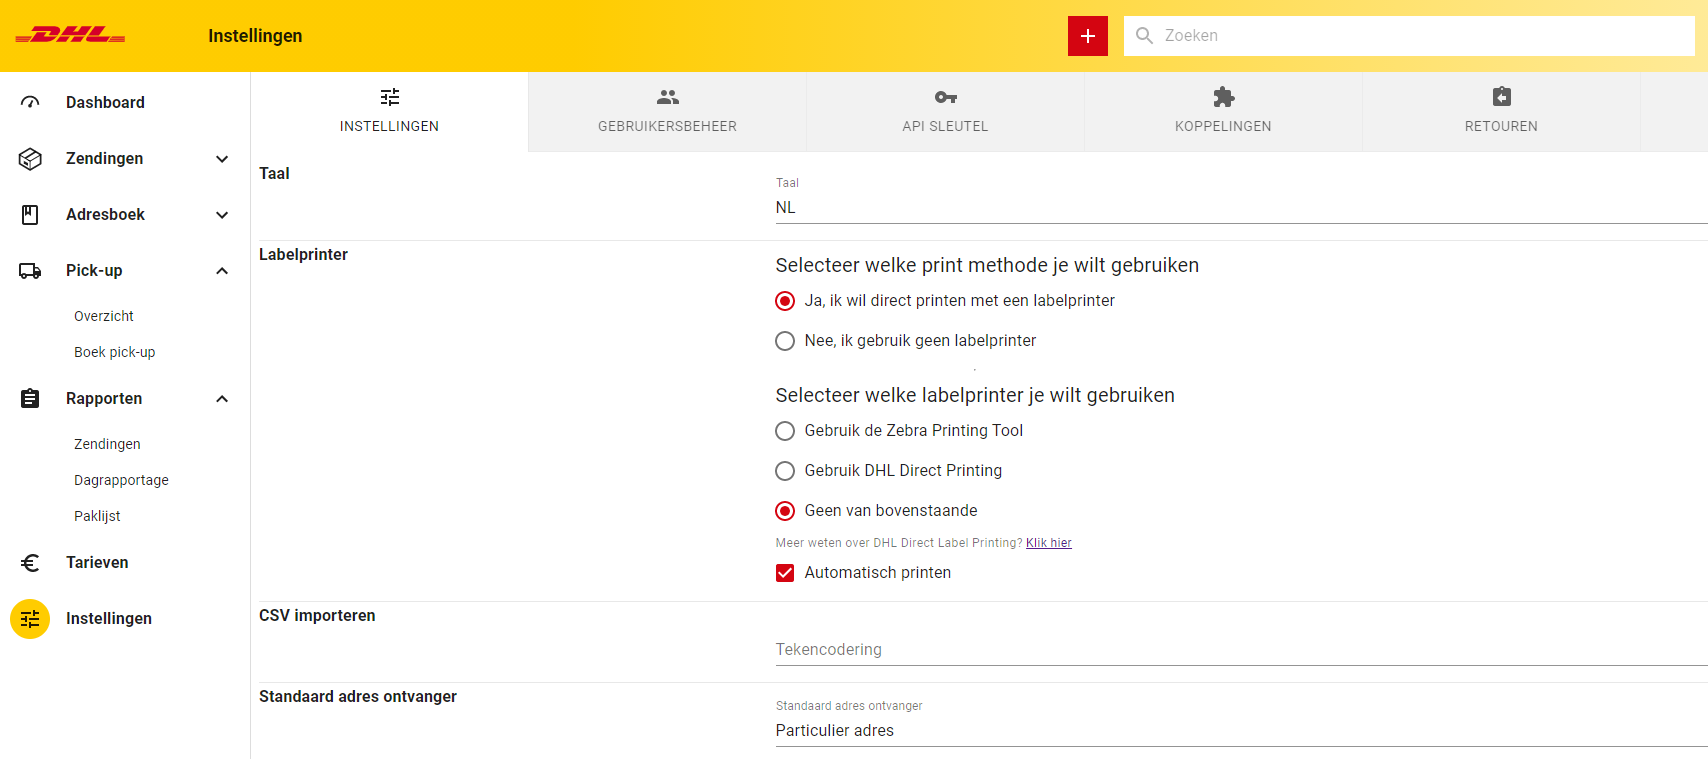 DHL
Instellingen
Zoeken
Dashboard
Zendingen
Adresboek
Pick-up
Overzicht
Boek pick-up
Rapporten
Zendingen
Dagrapportage
Paklijst
Tarieven
Instellingen
INSTELLINGEN
GEBRUIKERSBEHEER
API SLEUTEL
KOPPELINGEN
RETOUREN
Taal
Taal
NL
Labelprinter
Selecteer welke print methode je wilt gebruiken
Ja, ik wil direct printen met een labelprinter
Nee, ik gebruik geen labelprinter
Selecteer welke labelprinter je wilt gebruiken
Gebruik de Zebra Printing Tool
Gebruik DHL Direct Printing
Geen van bovenstaande
Meer weten over DHL Direct Label Printing? Klik hier
Automatisch printen
CSV importeren
Tekencodering
Standaard adres ontvanger
Standaard adres ontvanger
Particulier adres